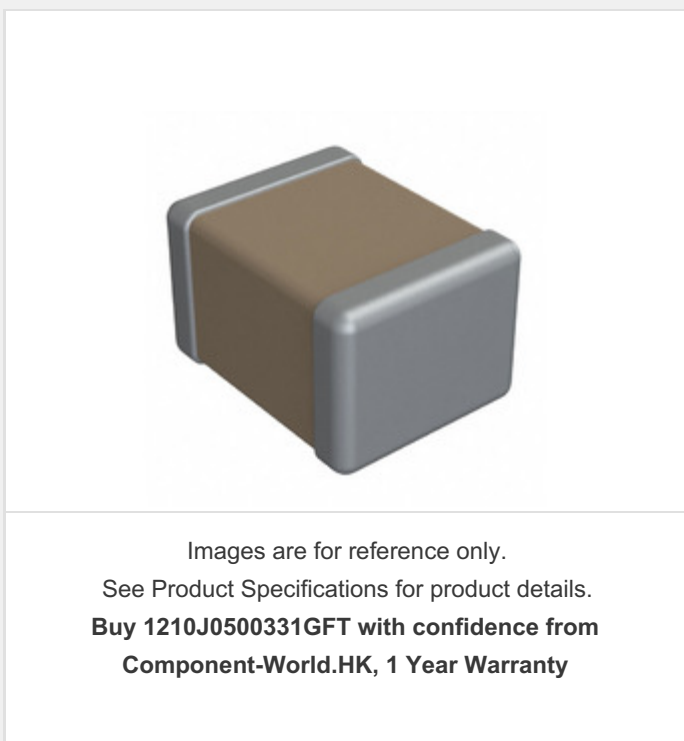 Images are for reference only.
See Product Specifications for product details.
Buy 1210J0500331GFT with confidence from
Component-World.HK, 1 Year Warranty